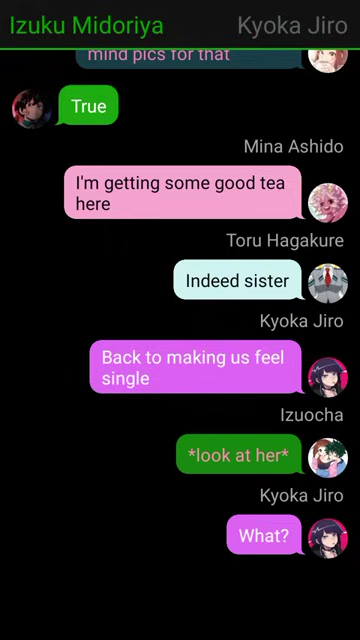 Izuku Midoriya
Kyoka Jiro
mind pics for that
True
Mina Ashido
I'm getting some good tea
here
Toru Hagakure
Indeed sister
Kyoka Jiro
Back to making us feel
single
Izuocha
*look at her*
Kyoka Jiro
What?